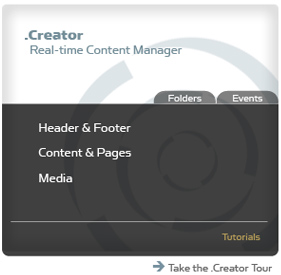 .Creator
Real-time Content Manager
Folders Events
Header & Footer
Content & Pages
Media
Tutorials
Take the .Creator Tour